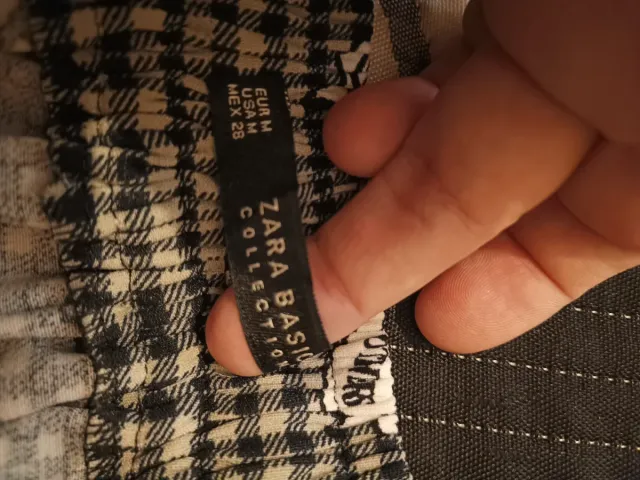 ZARA BASIC
COLLECTION
EUR M
USA M
MEX 28